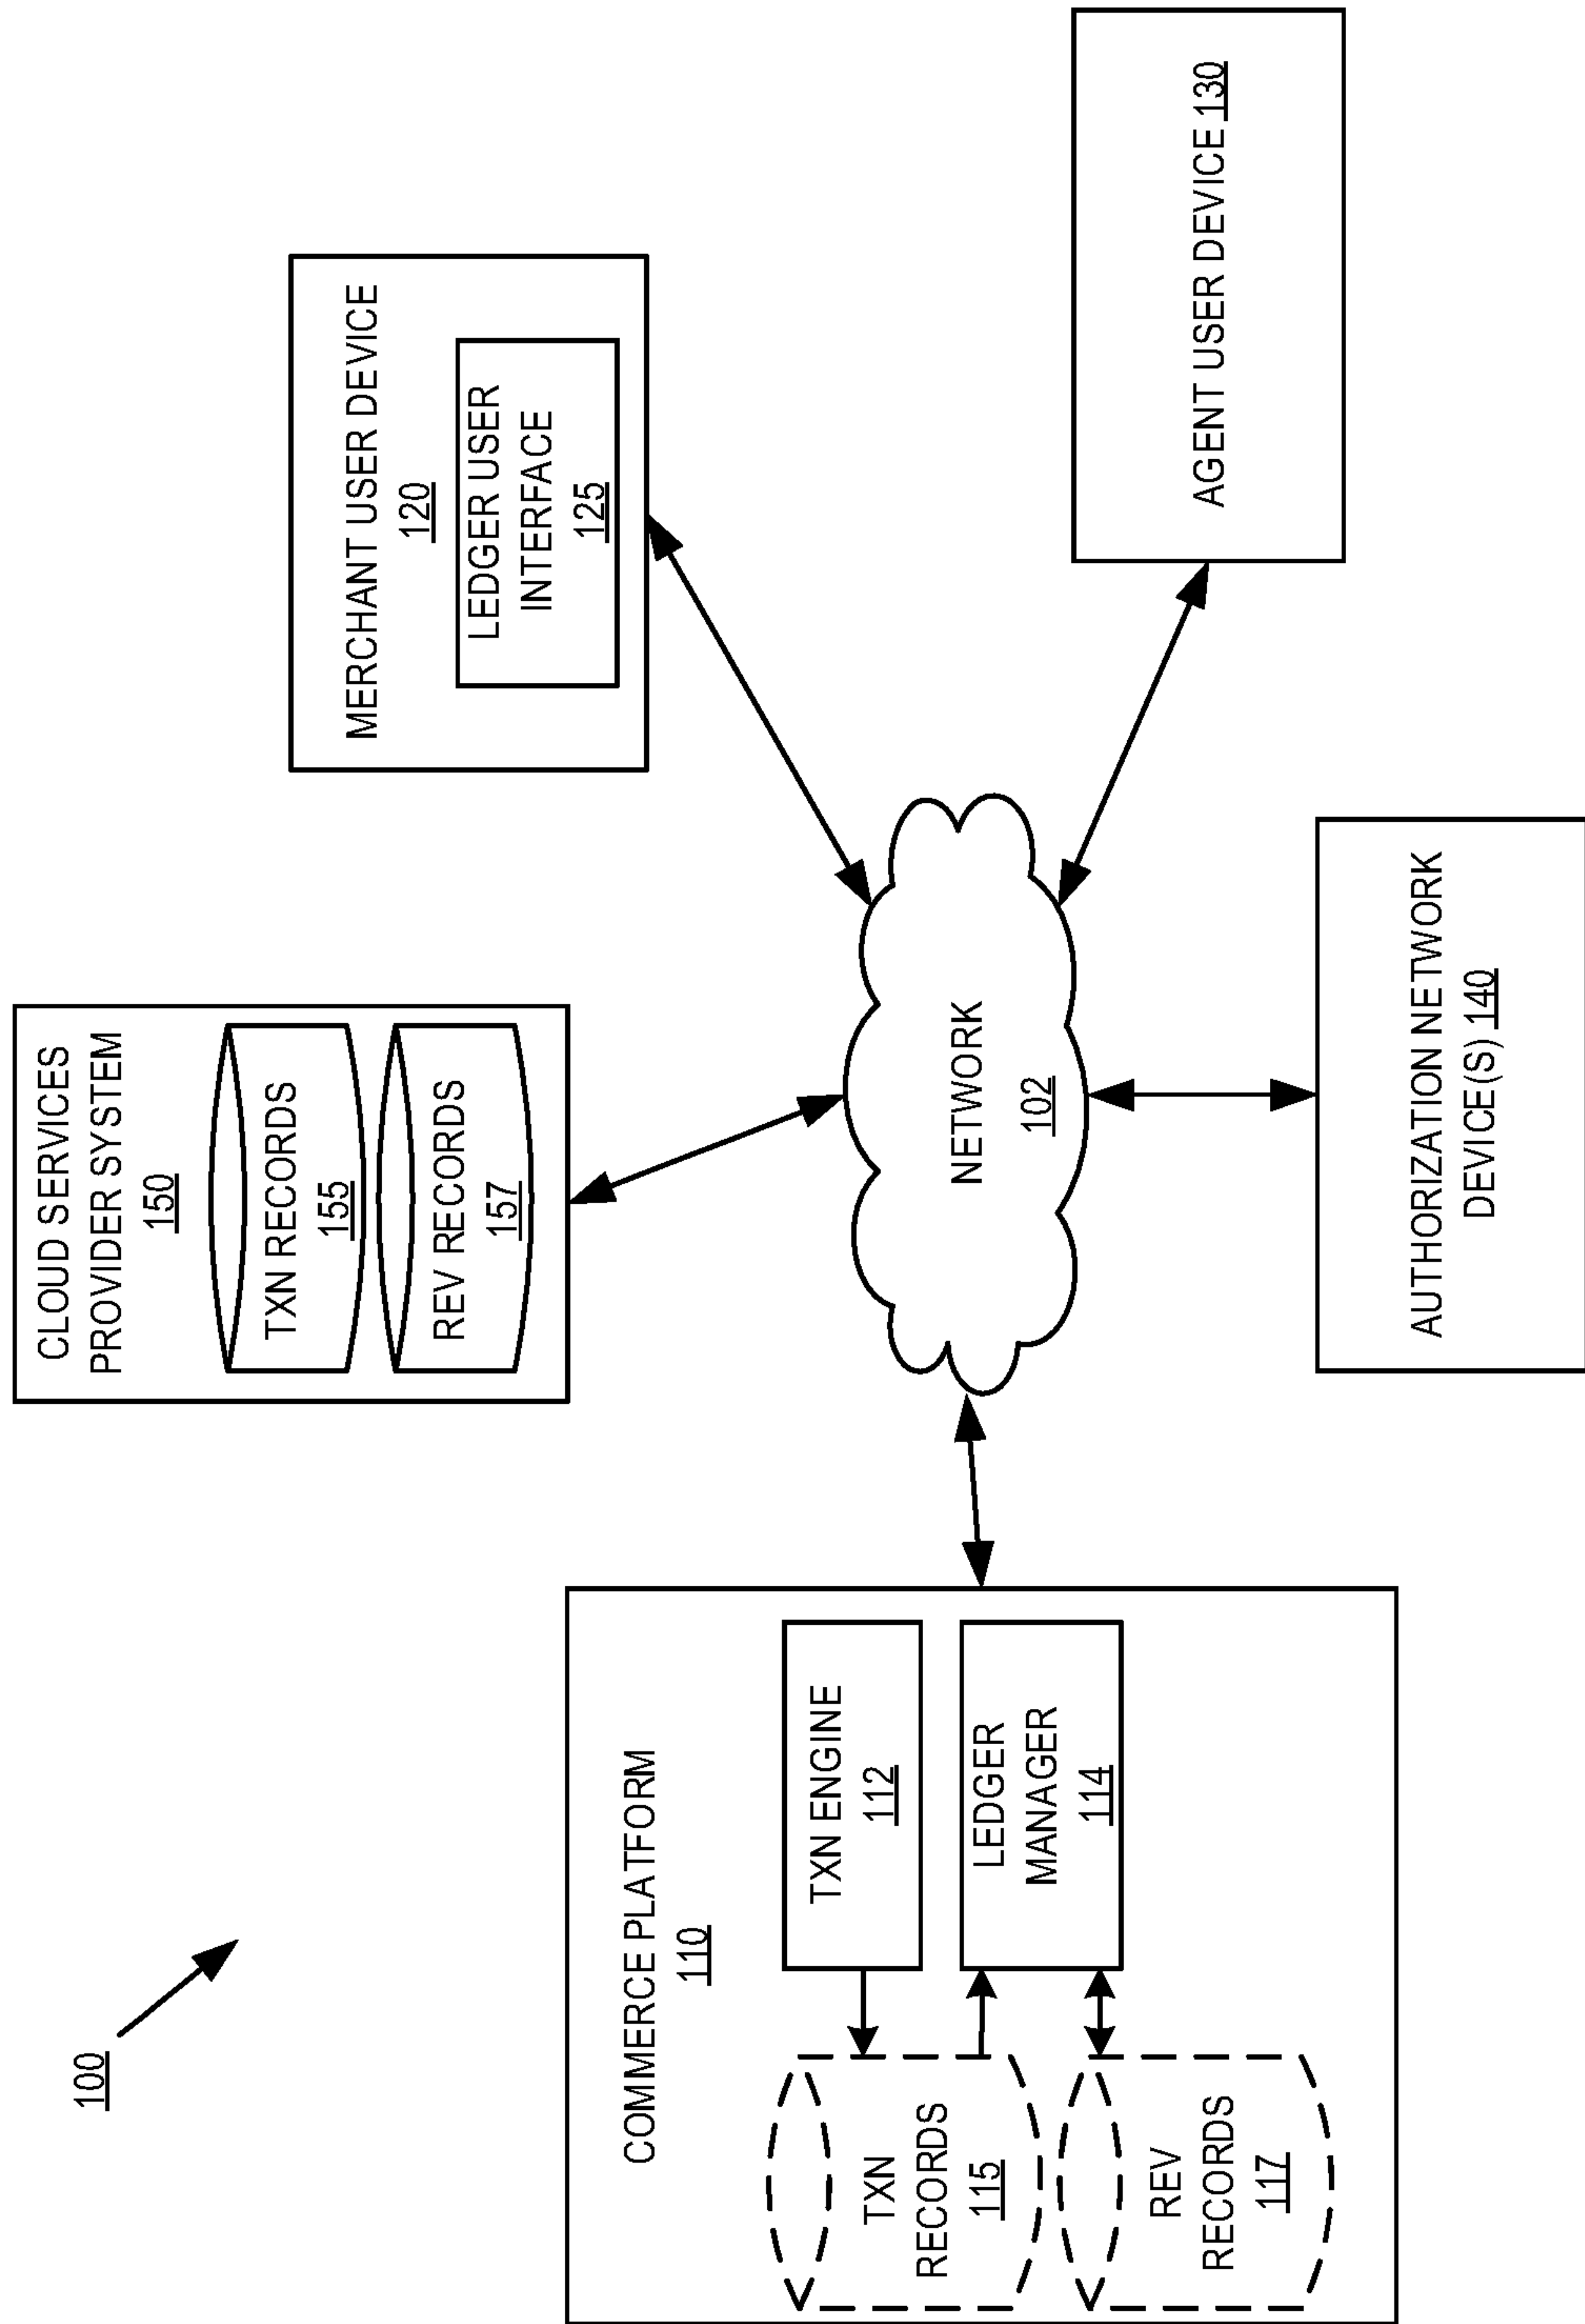 100
CLOUD SERVICES
PROVIDER SYSTEM
150
TXN RECORDS
155
REV RECORDS
157
MERCHANT USER DEVICE
120
LEDGER USER
INTERFACE
125
COMMERCE PLATFORM
110
TXN ENGINE
112
LEDGER
MANAGER
114
TXN
RECORDS
115
REV
RECORDS
117
NETWORK
102
AGENT USER DEVICE 130
AUTHORIZATION NETWORK
DEVICE(S) 140